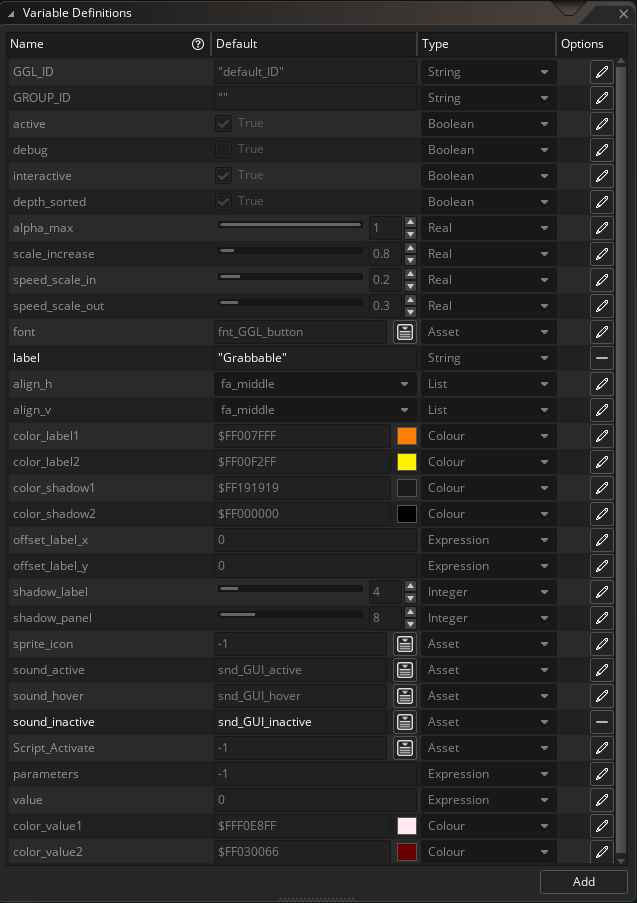 Variable Definitions
Name Default Type Options
GGL_ID "default_ID" String
GROUP_ID "" String
active True Boolean
debug True Boolean
interactive True Boolean
depth_sorted True Boolean
alpha_max 1 Real
scale_increase 0.8 Real
speed_scale_in 0.2 Real
speed_scale_out 0.3 Real
font fnt_GGL_button Asset
label "Grabbable" String
align_h fa_middle List
align_v fa_middle List
color_label1 $FF007FFF Colour
color_label2 $FF00F2FF Colour
color_shadow1 $FF191919 Colour
color_shadow2 $FF000000 Colour
offset_label_x 0 Expression
offset_label_y 0 Expression
shadow_label 4 Integer
shadow_panel 8 Integer
sprite_icon -1 Asset
sound_active snd_GUI_active Asset
sound_hover snd_GUI_hover Asset
sound_inactive snd_GUI_inactive Asset
Script_Activate -1 Asset
parameters -1 Expression
value 0 Expression
color_value1 $FFF0E8FF Colour
color_value2 $FF030066 Colour
Add